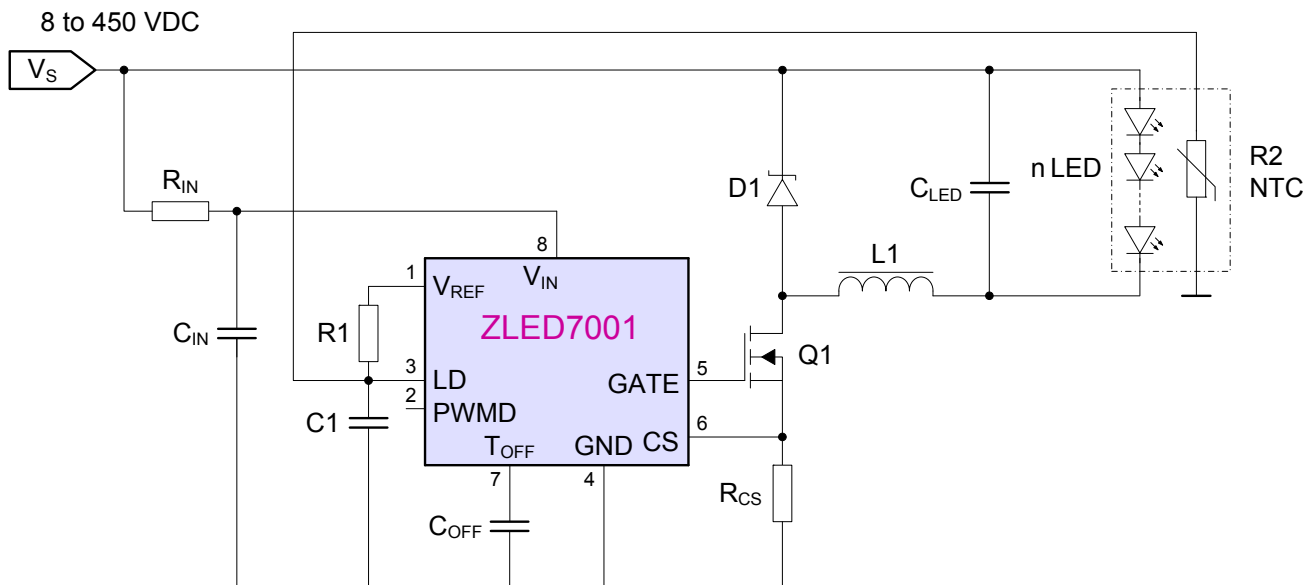 8 to 450 VDC
VS
RIN
CIN
R1
C1
1
VREF
8
VIN
ZLED7001
3
LD
2
PWMD
TOFF
7
GND
4
GATE
5
CS
6
COFF
RCS
Q1
D1
L1
CLED
n LED
R2
NTC